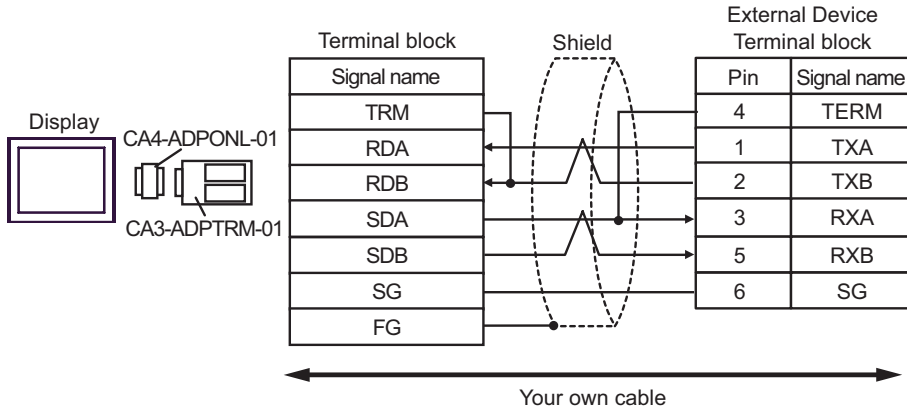 External Device
Terminal block
Shield
Terminal block
Signal name
Pin
Signal name
TRM
4
TERM
Display
CA4-ADPONL-01
RDA
1
TXA
RDB
2
TXB
CA3-ADPTRM-01
SDA
3
RXA
SDB
5
RXB
SG
6
SG
FG
Your own cable